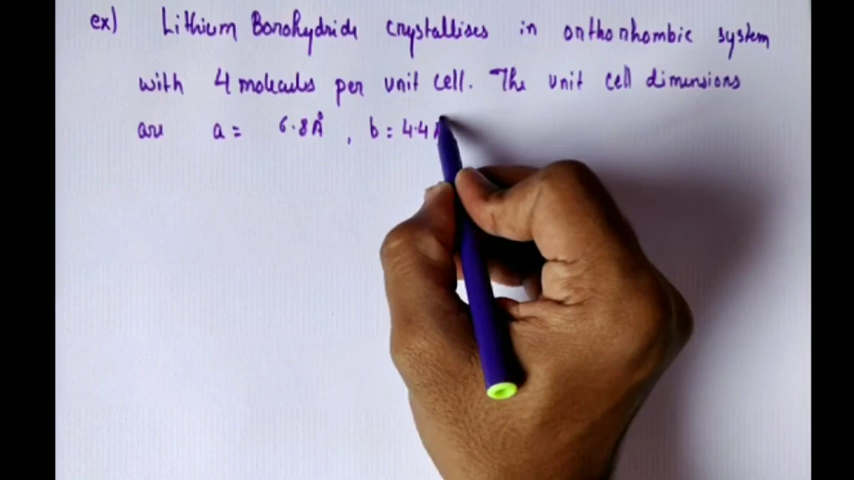 ex) Lithium Borohydride crystallises in orthorhombic system
with 4 molecules per unit cell. The unit cell dimensions
are a = 6.8Å , b = 4.4 Å